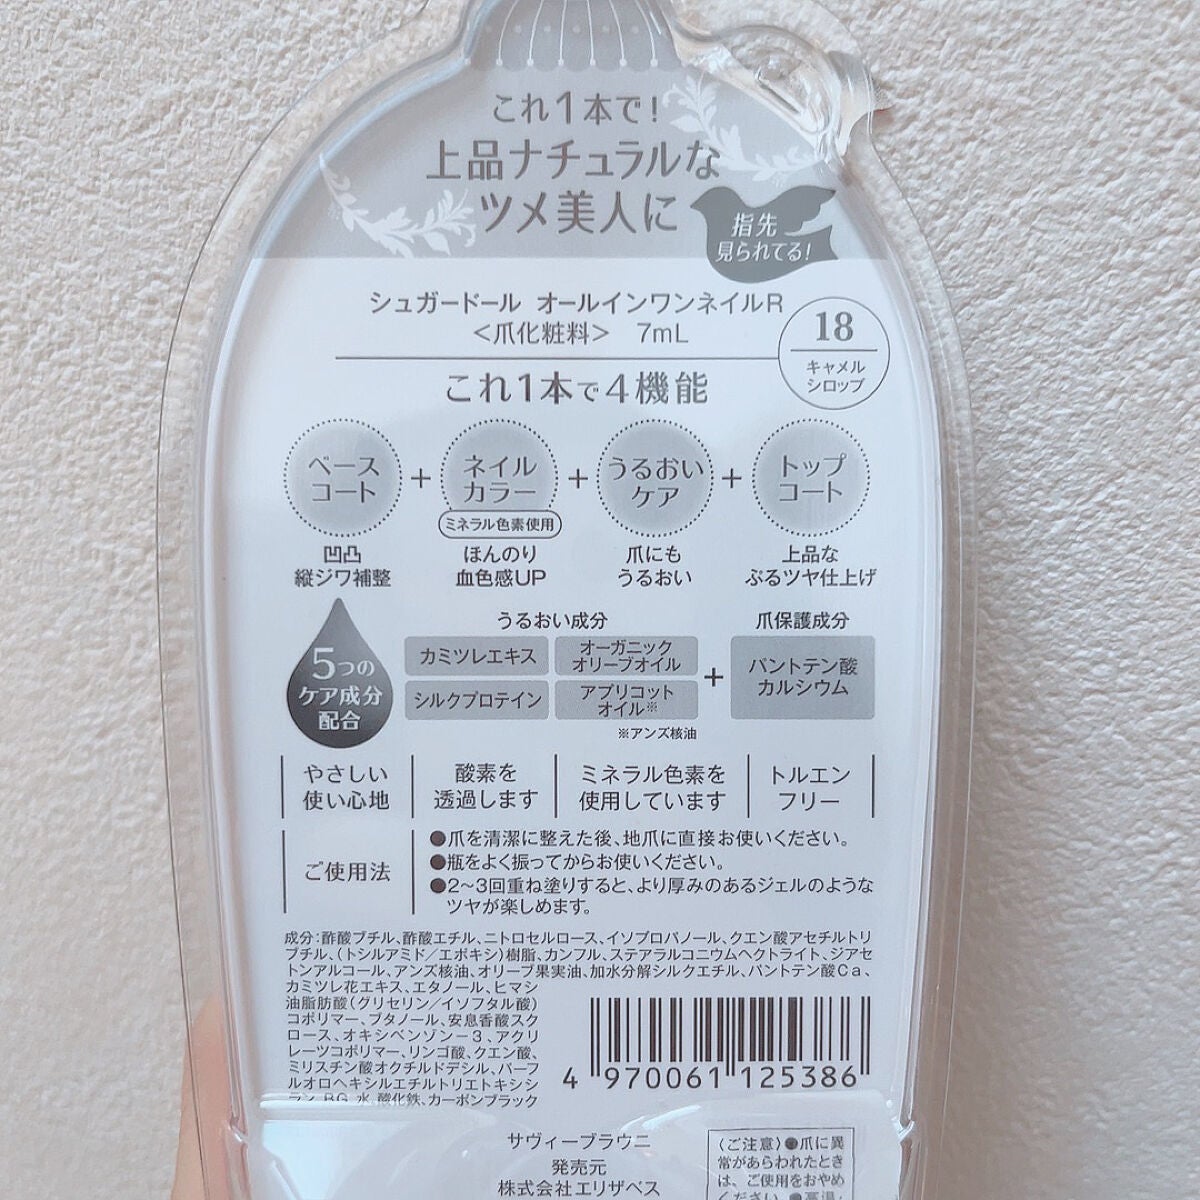 これ1本で!
上品ナチュラルな
ツメ美人に
指先
見られてる!
シュガードール オールインワンネイルR
<爪化粧料> 7mL
18
キャメル
シロップ
これ1本で4機能
ベース
コート
+
ネイル
カラー
+
うるおい
ケア
+
トップ
コート
ミネラル色素使用
凹凸
縦ジワ補整
ほんのり
血色感UP
爪にも
うるおい
上品な
ぷるツヤ仕上げ
5つの
ケア成分
配合
うるおい成分
カミツレエキス
オーガニック
オリーブオイル
シルクプロテイン
アプリコット
オイル※
※アンズ核油
+
爪保護成分
パントテン酸
カルシウム
やさしい
使い心地
酸素を
透過します
ミネラル色素を
使用しています
トルエン
フリー
ご使用法
●爪を清潔に整えた後、地爪に直接お使いください。
●瓶をよく振ってからお使いください。
●2〜3回重ね塗りすると、より厚みのあるジェルのような
ツヤが楽しめます。
成分:酢酸ブチル、酢酸エチル、ニトロセルロース、イソプロパノール、クエン酸アセチルトリ
ブチル、(トシルアミド/エポキシ)樹脂、カンフル、ステアラルコニウムヘクトライト、ジアセ
トンアルコール、アンズ核油、オリーブ果実油、加水分解シルクエチル、パントテン酸Ca、
カミツレ花エキス、エタノール、ヒマシ
油脂肪酸(グリセリン/イソフタル酸)
コポリマー、ブタノール、安息香酸スク
ロース、オキシベンゾン-3、アクリ
レーツコポリマー、リンゴ酸、クエン酸、
ミリスチン酸オクチルドデシル、パーフ
ルオロヘキシルエチルトリエトキシシ
ラン、BG、水、酸化鉄、カーボンブラック
4 970061 125386
サヴィーブラウニ
発売元
株式会社エリザベス
<ご注意>●爪に異
常があらわれたとき
は、ご使用をおやめ
ください。●高温・